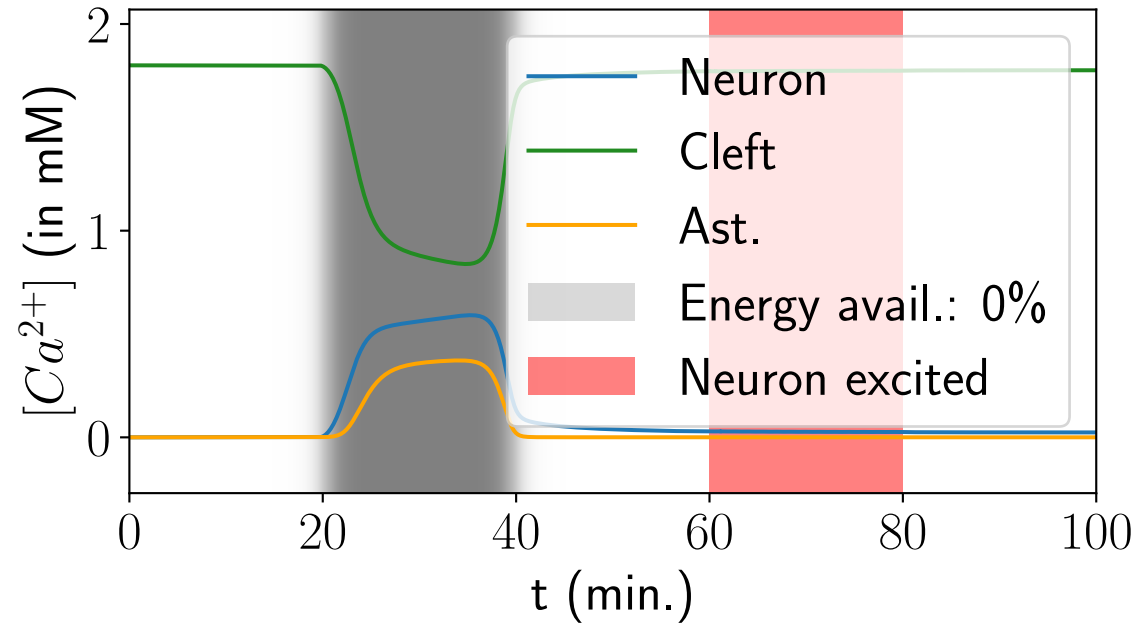 [Ca²⁺] (in mM)
2
1
0
Neuron
Cleft
Ast.
Energy avail.: 0%
Neuron excited
0 20 40 60 80 100
t (min.)